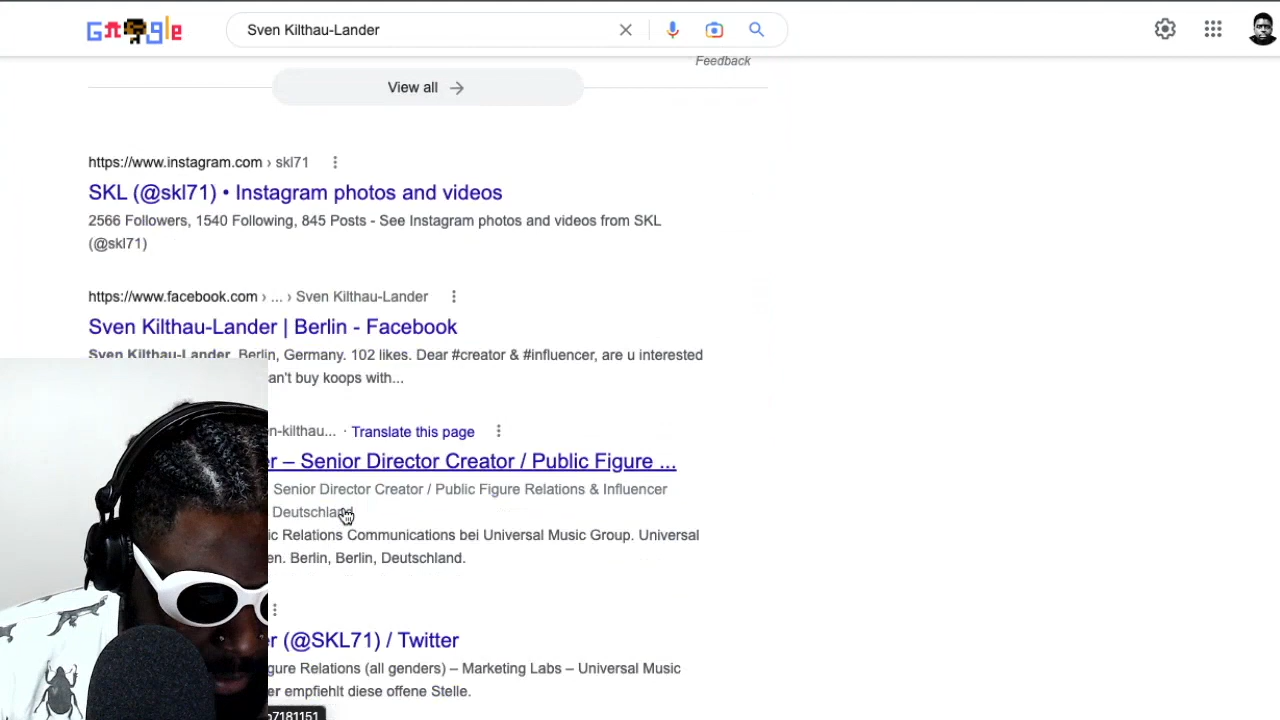 Google
Sven Kilthau-Lander
Feedback
View all
https://www.instagram.com › skl71
SKL (@skl71) • Instagram photos and videos
2566 Followers, 1540 Following, 845 Posts - See Instagram photos and videos from SKL
(@skl71)
https://www.facebook.com › ... › Sven Kilthau-Lander
Sven Kilthau-Lander | Berlin - Facebook
Sven Kilthau-Lander, Berlin, Germany. 102 likes. Dear #creator & #influencer, are u interested
an't buy koops with...
n-kilthau... · Translate this page
er – Senior Director Creator / Public Figure ...
Senior Director Creator / Public Figure Relations & Influencer
Deutschland
ic Relations Communications bei Universal Music Group. Universal
en. Berlin, Berlin, Deutschland.
er (@SKL71) / Twitter
gure Relations (all genders) – Marketing Labs – Universal Music
er empfiehlt diese offene Stelle.
7181151